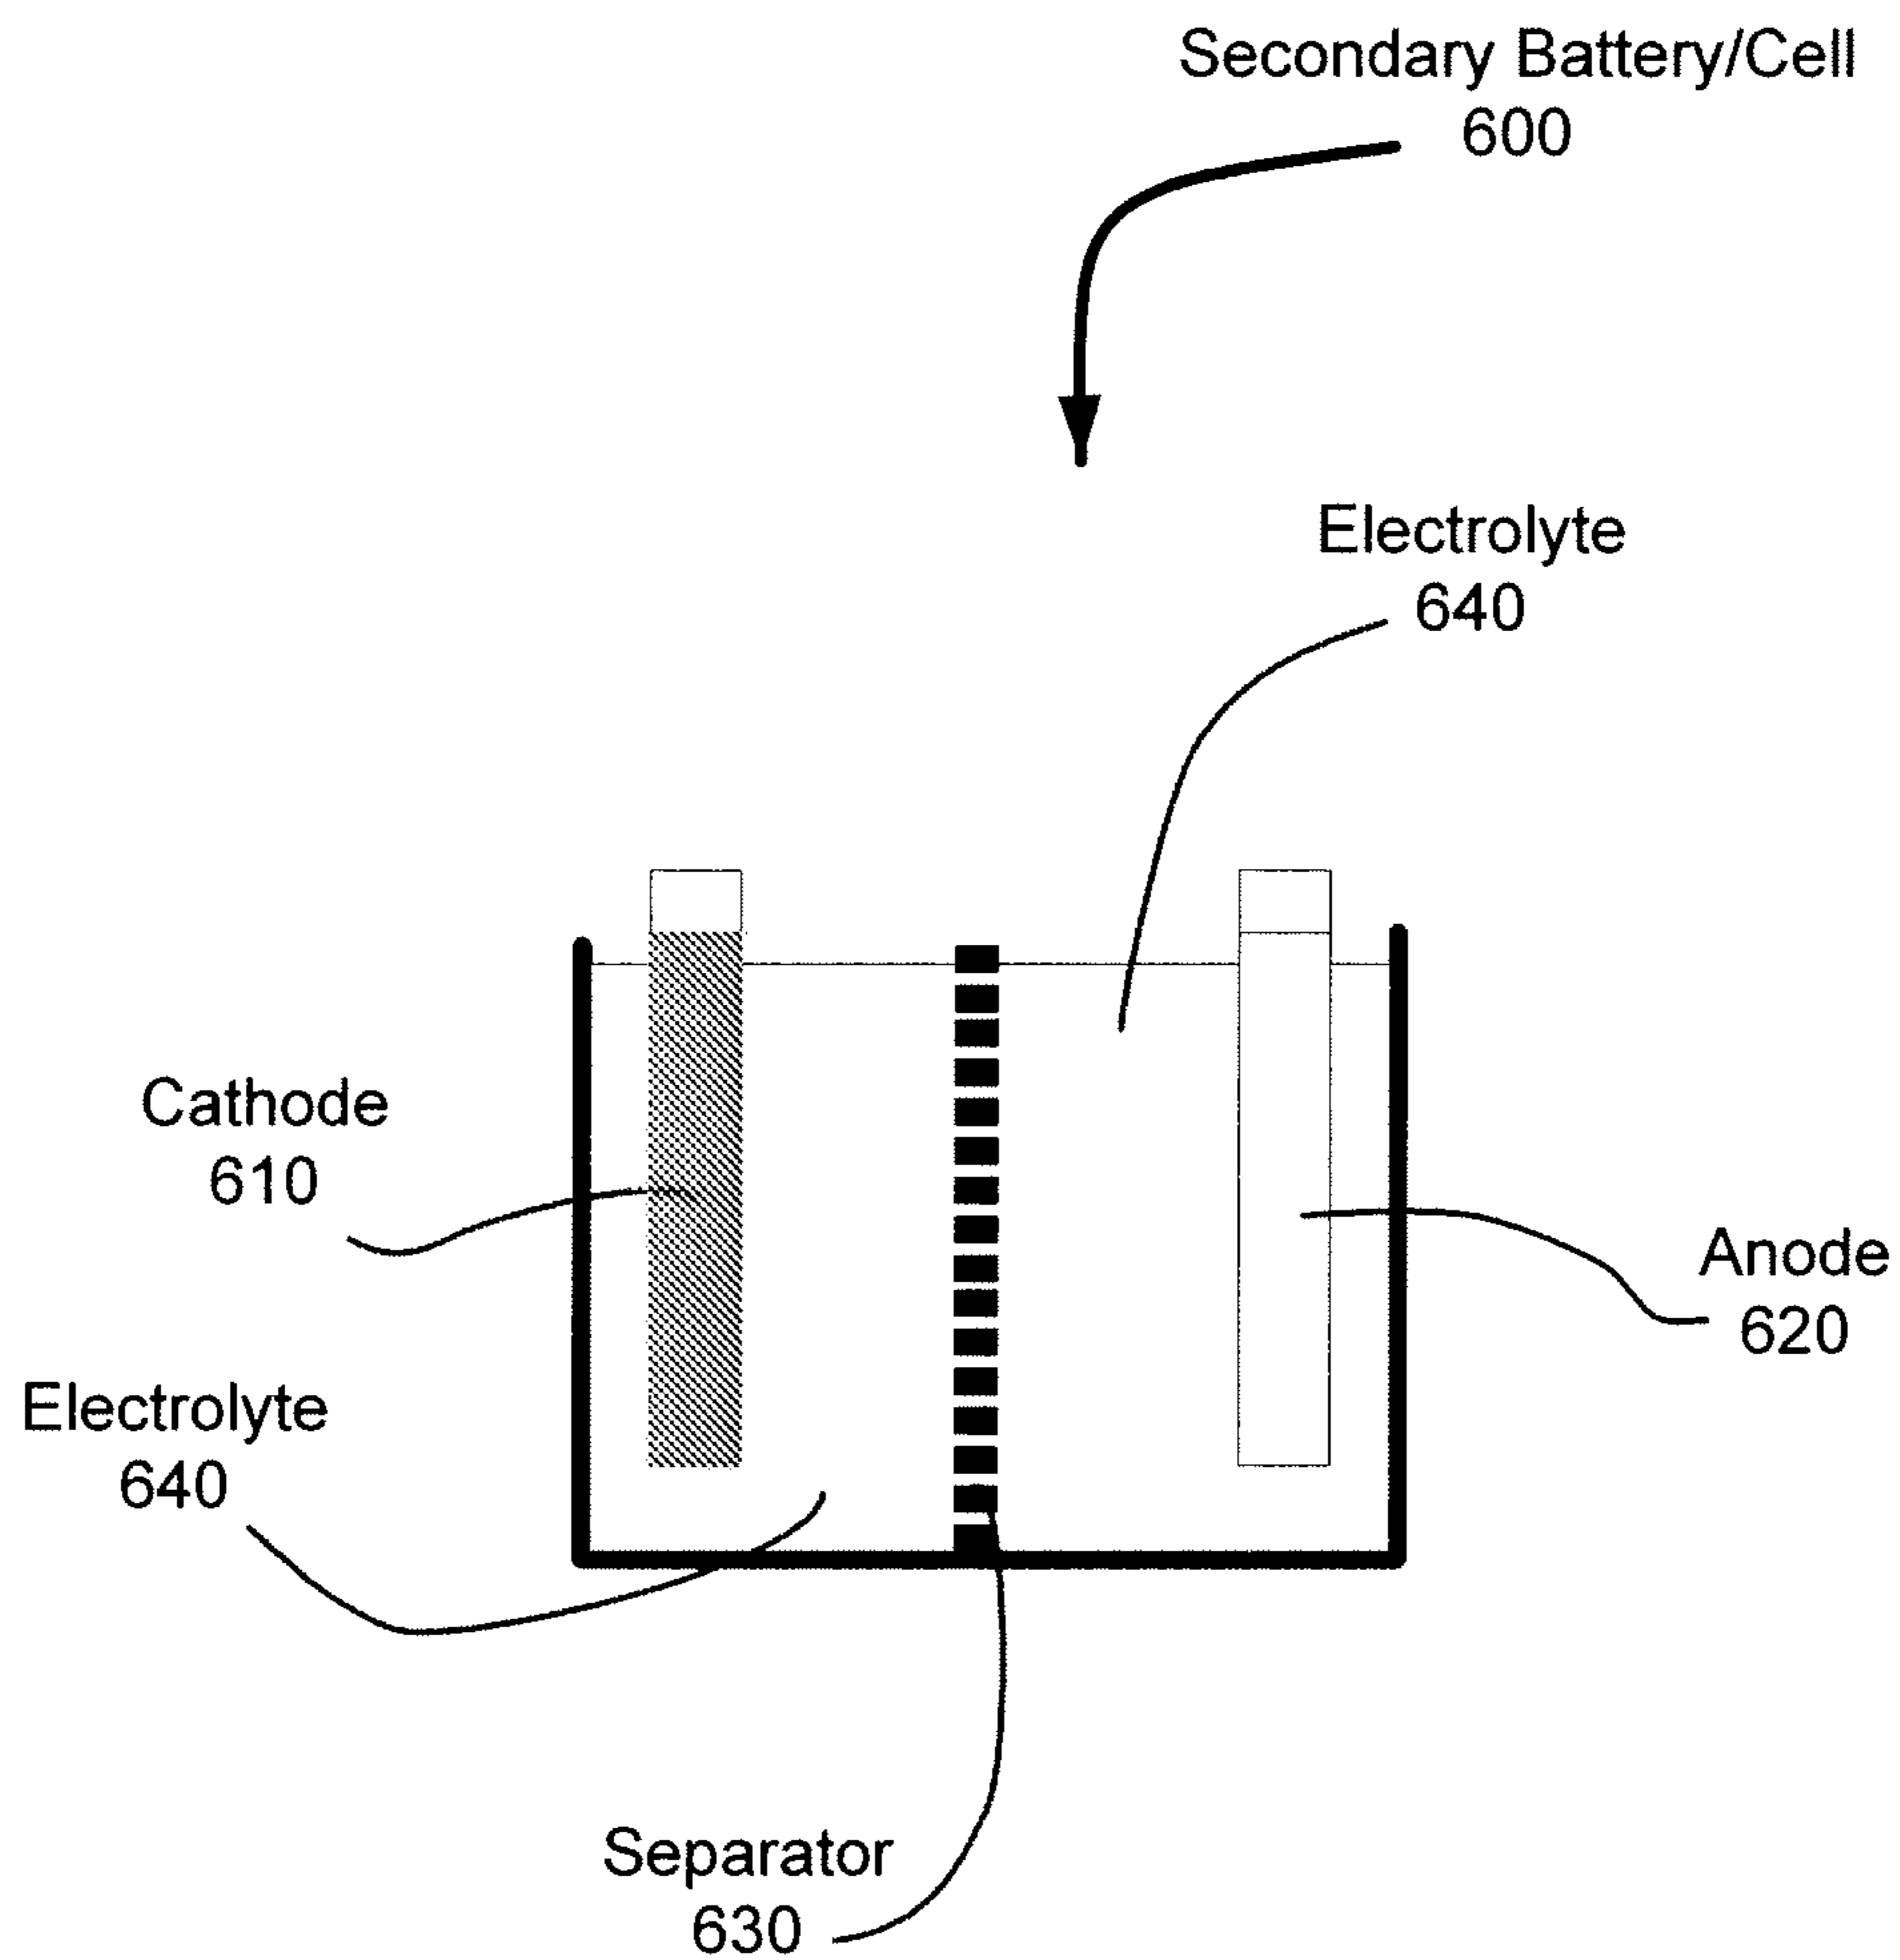 Secondary Battery/Cell
600
Electrolyte
640
Cathode
610
Anode
620
Electrolyte
640
Separator
630